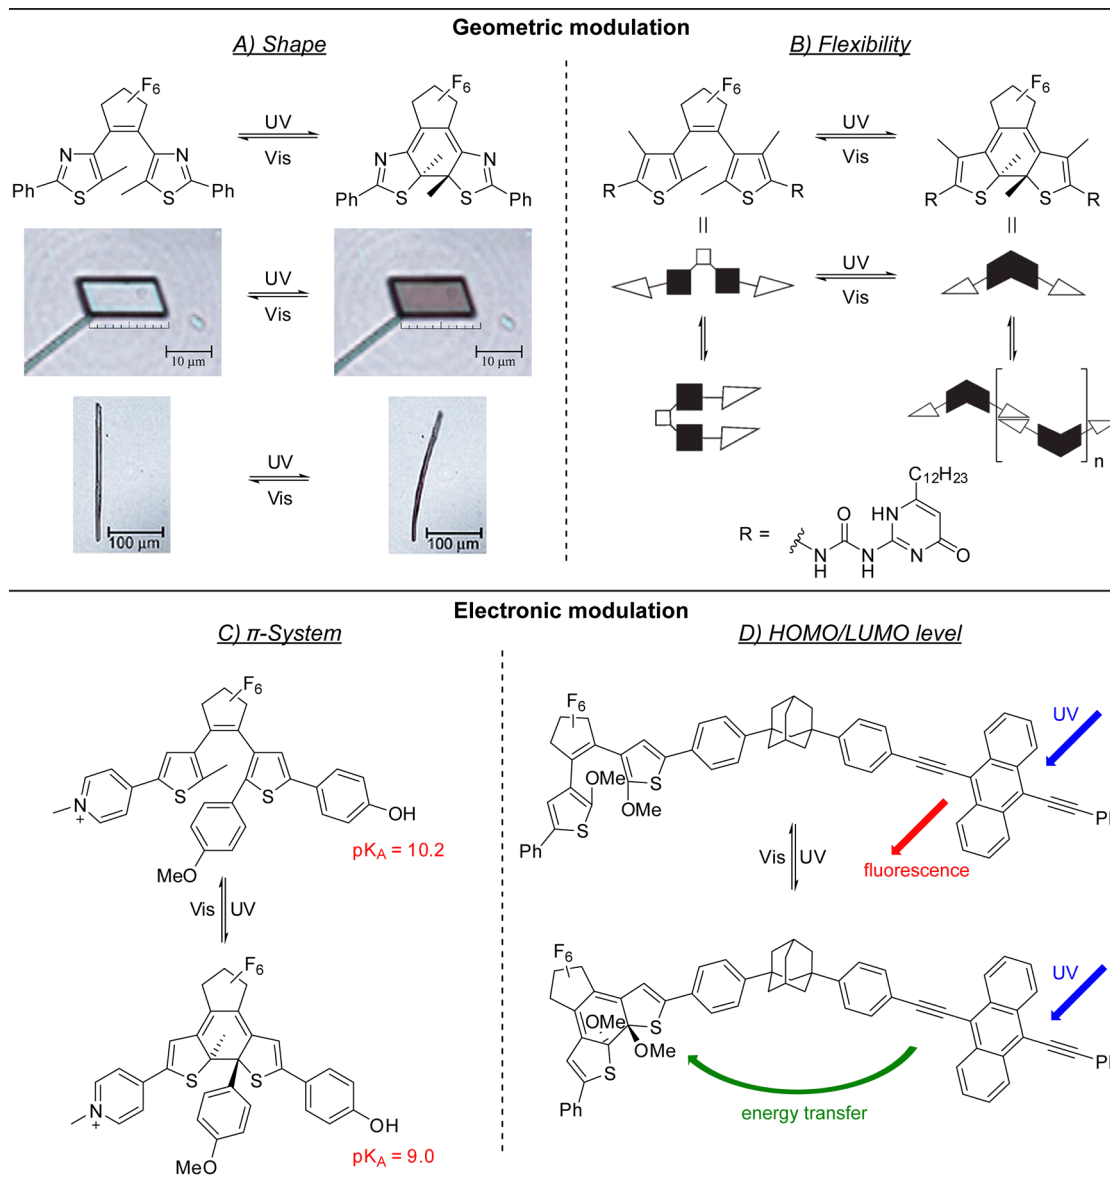 Geometric modulation
A) Shape
B) Flexibility
F6
UV
Vis
F6
N
N
Ph
S
S
Ph
N
N
Ph
S
S
Ph
F6
UV
Vis
F6
R
S
S
R
R
S
S
R
UV
Vis
10 µm
10 µm
UV
Vis
UV
Vis
100 µm
100 µm
n
R =
O
N
H
N
H
HN
N
O
C12H23
Electronic modulation
C) π-System
D) HOMO/LUMO level
F6
S
S
N
+
MeO
OH
pKA = 10.2
Vis
UV
F6
S
S
N
+
MeO
OH
pKA = 9.0
F6
OMe
S
OMe
S
Ph
UV
fluorescence
Ph
Vis
UV
F6
OMe
S
OMe
S
Ph
UV
energy transfer